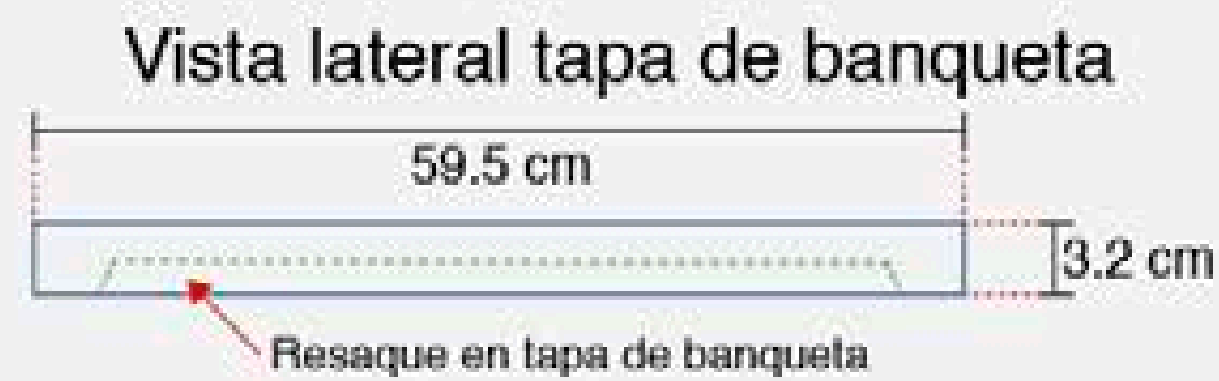 Vista lateral tapa de banqueta
59.5 cm
3.2 cm
Resaque en tapa de banqueta